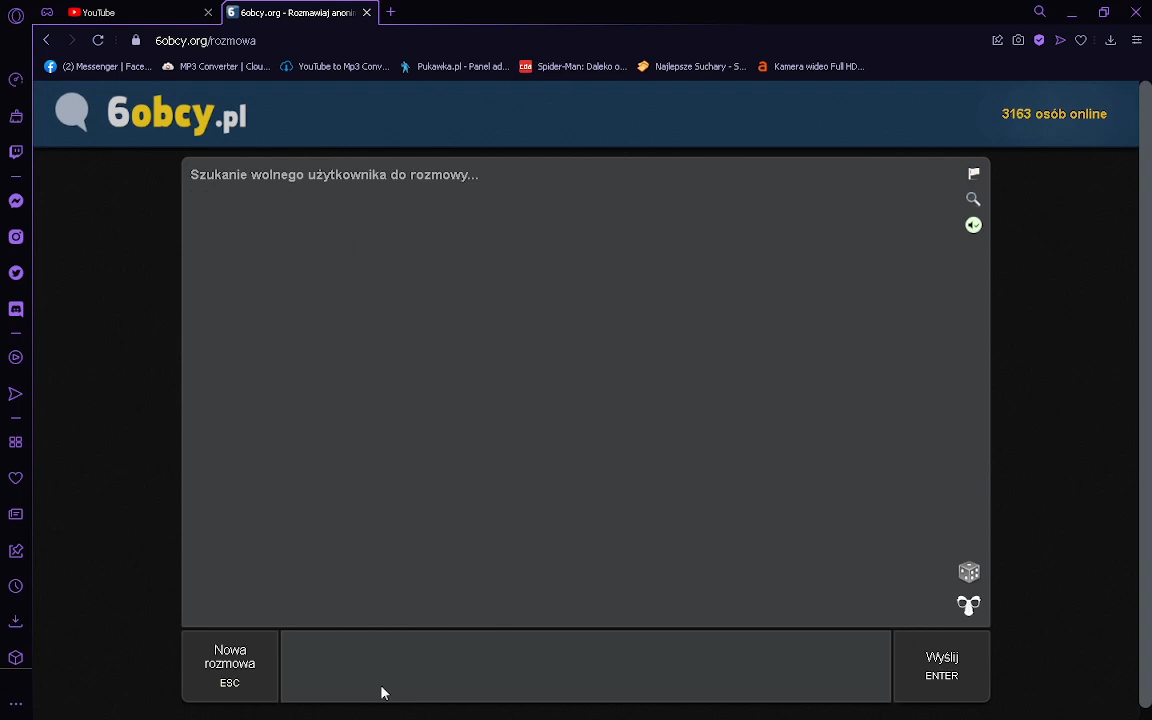 YouTube
6obcy.org - Rozmawiaj anonim
6obcy.org/rozmowa
(2) Messenger | Face...
MP3 Converter | Clou...
YouTube to Mp3 Conv...
Pukawka.pl - Panel ad...
cda
Spider-Man: Daleko o...
Najlepsze Suchary - S...
a
Kamera wideo Full HD...
6obcy.pl
3163 osób online
Szukanie wolnego użytkownika do rozmowy...
Nowa
rozmowa
ESC
Wyślij
ENTER